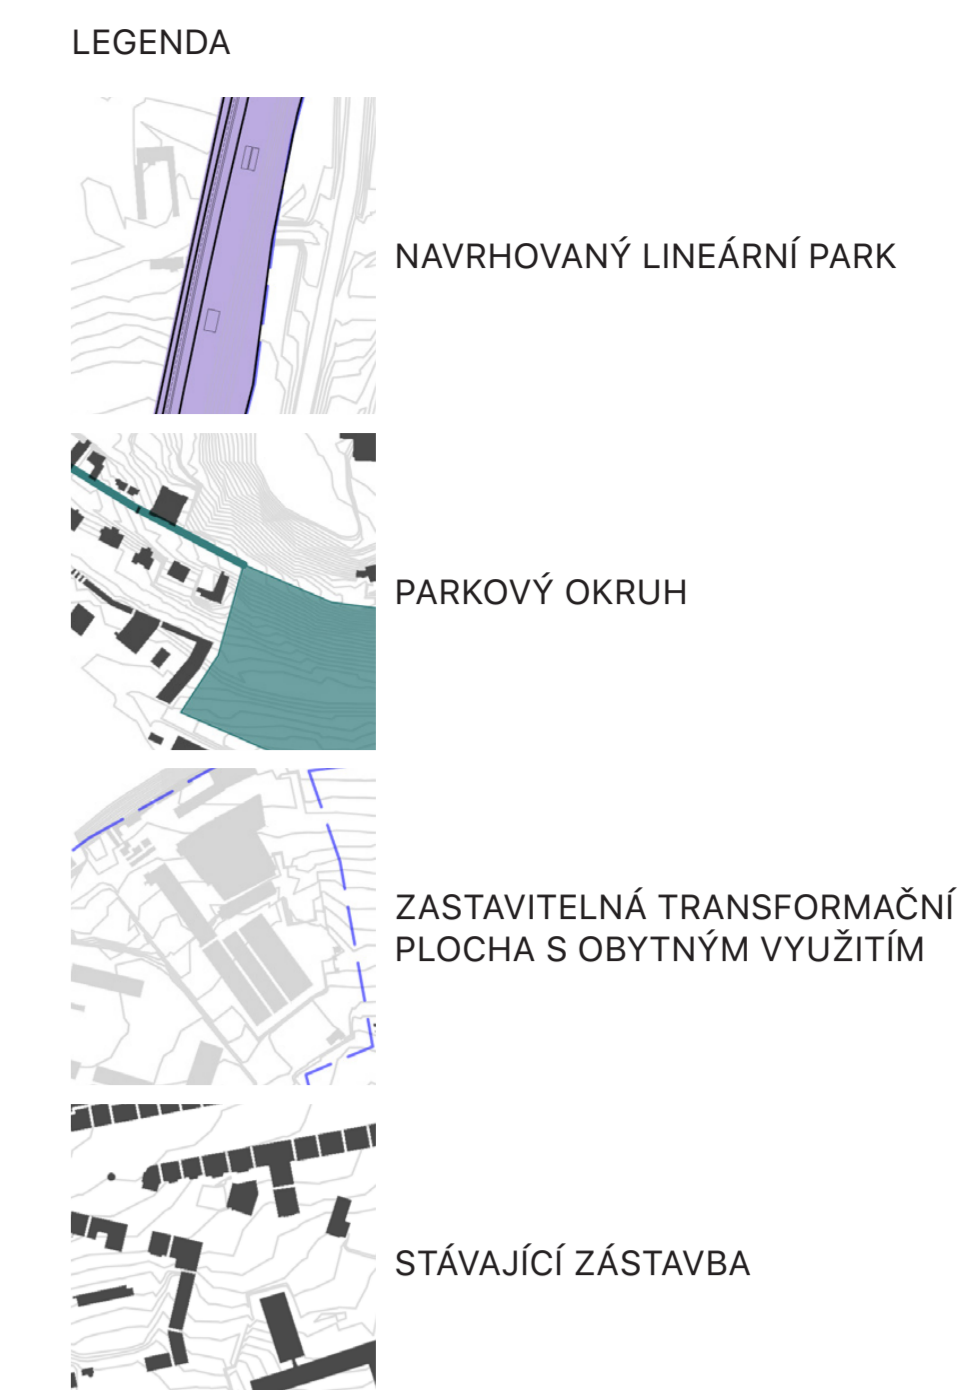 LEGENDA
NAVRHOVANÝ LINEÁRNÍ PARK
PARKOVÝ OKRUH
ZASTAVITELNÁ TRANSFORMAČNÍ
PLOCHA S OBYTNÝM VYUŽITÍM
STÁVAJÍCÍ ZÁSTAVBA